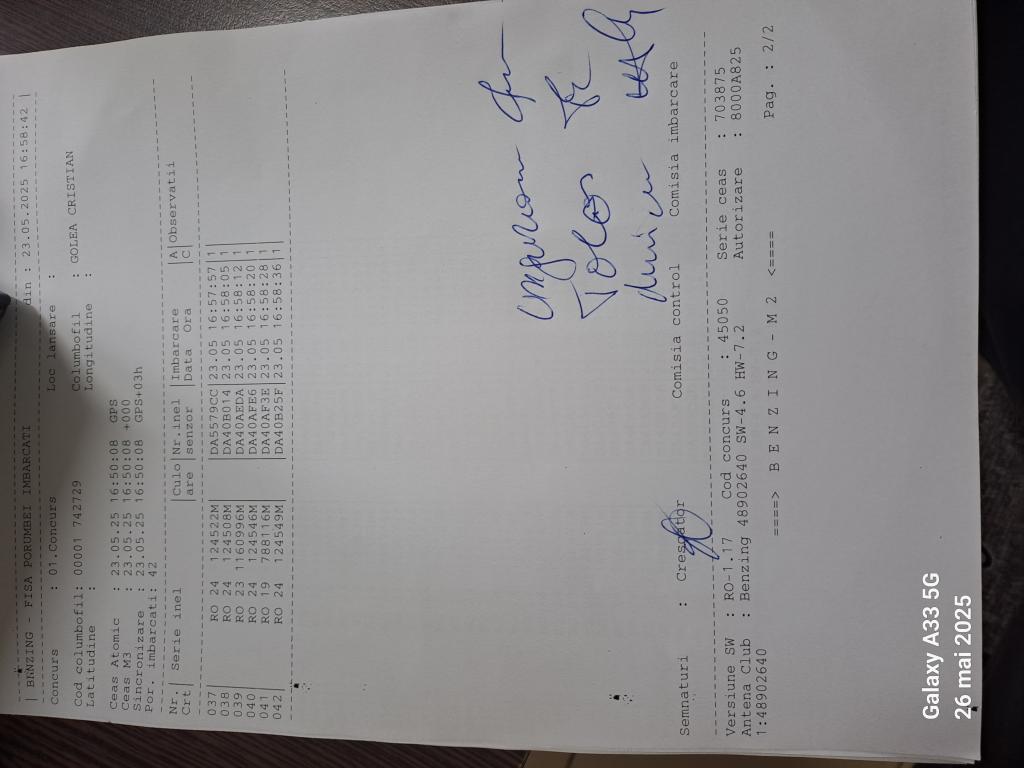 | BENZING - FISA PORUMBEI IMBARCATI din : 23.05.2025 16:58:42 |
Concurs : 01.Concurs Loc lansare :
Cod columbofil: 00001 742729 Columbofil : GOLEA CRISTIAN
Latitudine : Longitudine :
Ceas Atomic : 23.05.25 16:50:08 GPS
Ceas M3 : 23.05.25 16:50:08 +000
Sincronizare : 23.05.25 16:50:08 GPS+03h
Por. imbarcati: 42
Nr.| Serie inel |Culo|Nr.inel |Imbarcare A|Observatii
Crt| |are |senzor |Data Ora C|
037 RO 24 124522M |DA5579CC|23.05 16:57:57|1|
038 RO 24 124508M |DA40B014|23.05 16:58:05|1|
039 RO 23 1160996M |DA40AEDA|23.05 16:58:12|1|
040 RO 24 124546M |DA40AFE6|23.05 16:58:20|1|
041 RO 19 788116M |DA40AF3E|23.05 16:58:28|1|
042 RO 24 124549M |DA40B25F|23.05 16:58:36|1|
Semnaturi : Crescator Comisia control Comisia imbarcare
Versiune SW : RO-1.17 Cod concurs : 45050 Serie ceas : 703875
Antena Club : Benzing 48902640 SW-4.6 HW-7.2 Autorizare : 8000A825
1:48902640
====> B E N Z I N G - M 2 <==== Pag. : 2/2
Galaxy A33 5G
26 mai 2025